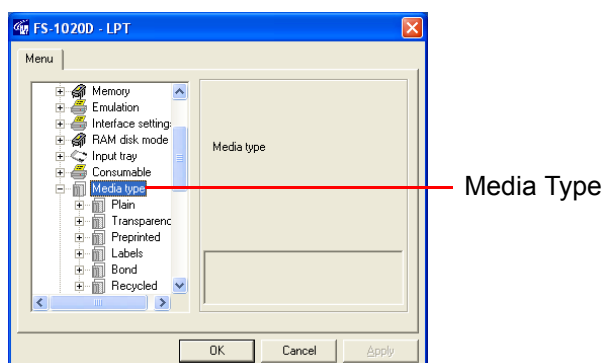 FS-1020D - LPT
Menu
Memory
Emulation
Interface setting:
RAM disk mode
Input tray
Consumable
Media type
Plain
Transparenc
Preprinted
Labels
Bond
Recycled
Media type
Media Type
OK Cancel Apply